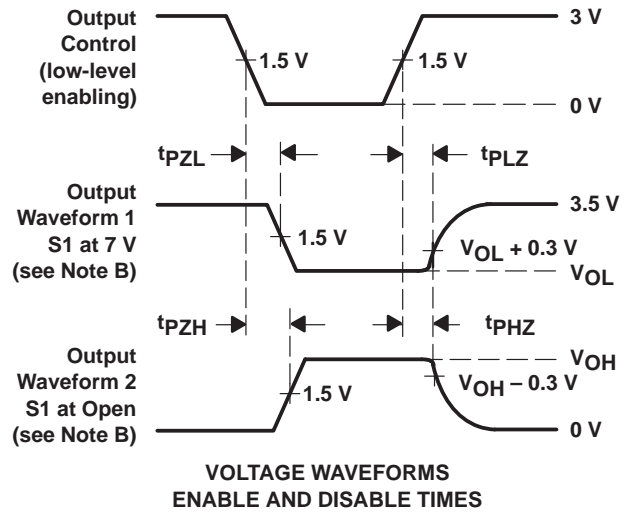 Output
Control
(low-level
enabling)
3 V
1.5 V
1.5 V
0 V
tPZL
tPLZ
Output
Waveform 1
S1 at 7 V
(see Note B)
3.5 V
1.5 V
VOL + 0.3 V
VOL
tPZH
tPHZ
Output
Waveform 2
S1 at Open
(see Note B)
VOH
1.5 V
VOH – 0.3 V
0 V
VOLTAGE WAVEFORMS
ENABLE AND DISABLE TIMES